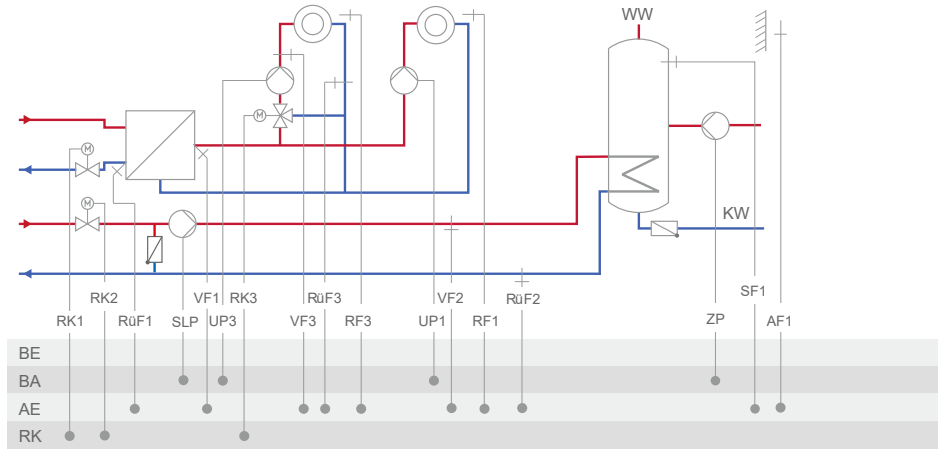 WW
M
M
M
KW
RK2 VF1 RK3 RüF3 VF2 RüF2 SF1
RK1 RüF1 SLP UP3 VF3 RF3 UP1 RF1 ZP AF1
BE
BA
AE
RK